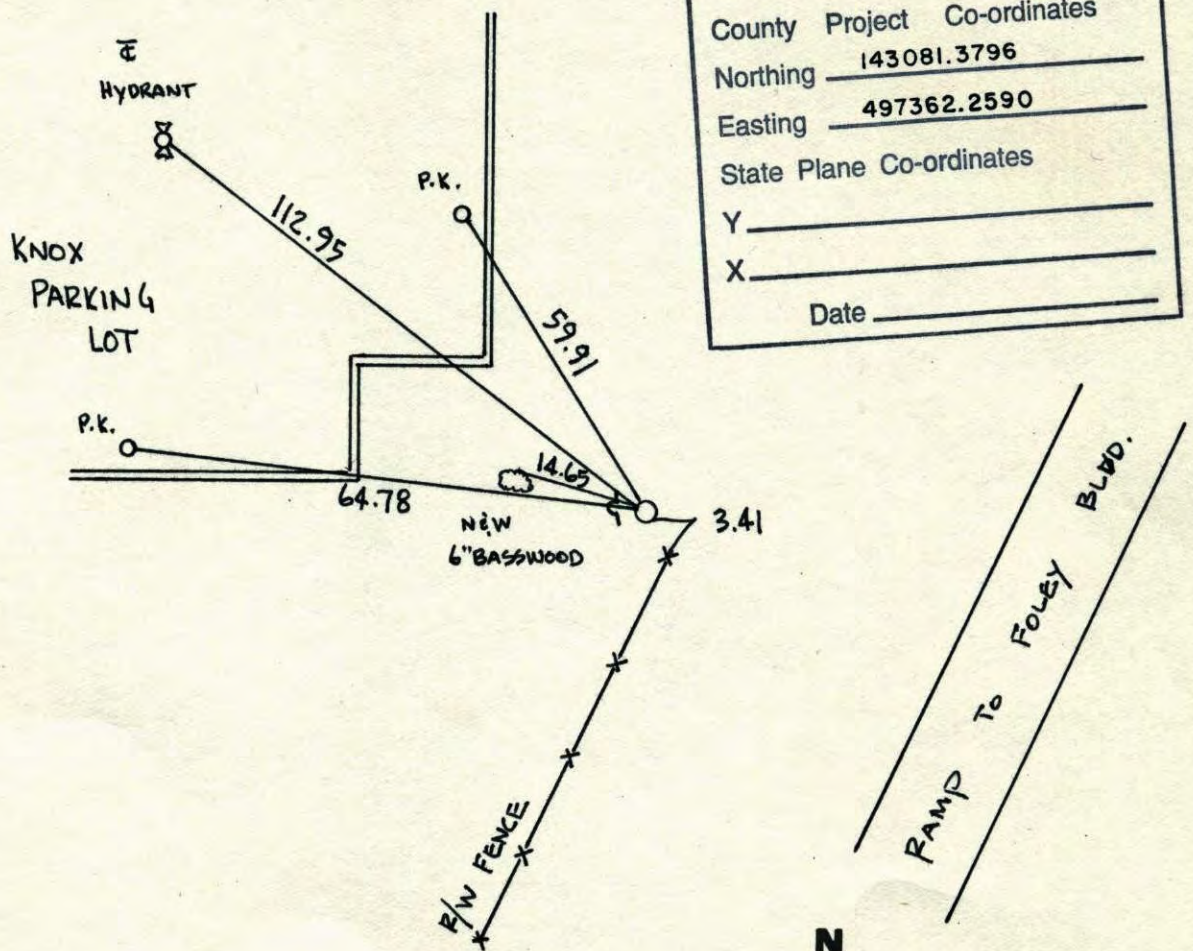 County Project Co-ordinates
Northing 143081.3796
Easting 497362.2590
State Plane Co-ordinates
Y
X
Date
℄
HYDRANT
P.K.
112.95
KNOX
PARKING
LOT
59.91
P.K.
14.65
64.78
3.41
N&W
6" BASSWOOD
R/W FENCE
RAMP TO FOLEY BLVD.
N